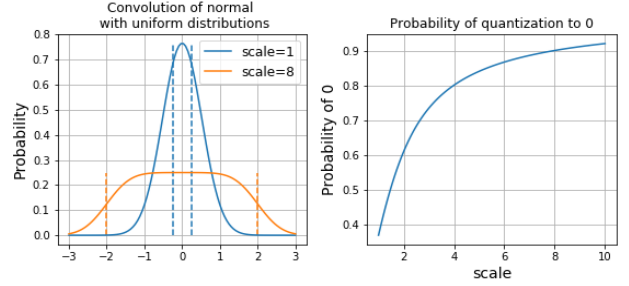 Convolution of normal
with uniform distributions
Probability
0.8
0.7
0.6
0.5
0.4
0.3
0.2
0.1
0.0
scale=1
scale=8
−3 −2 −1 0 1 2 3
Probability of quantization to 0
Probability of 0
0.9
0.8
0.7
0.6
0.5
0.4
2 4 6 8 10
scale